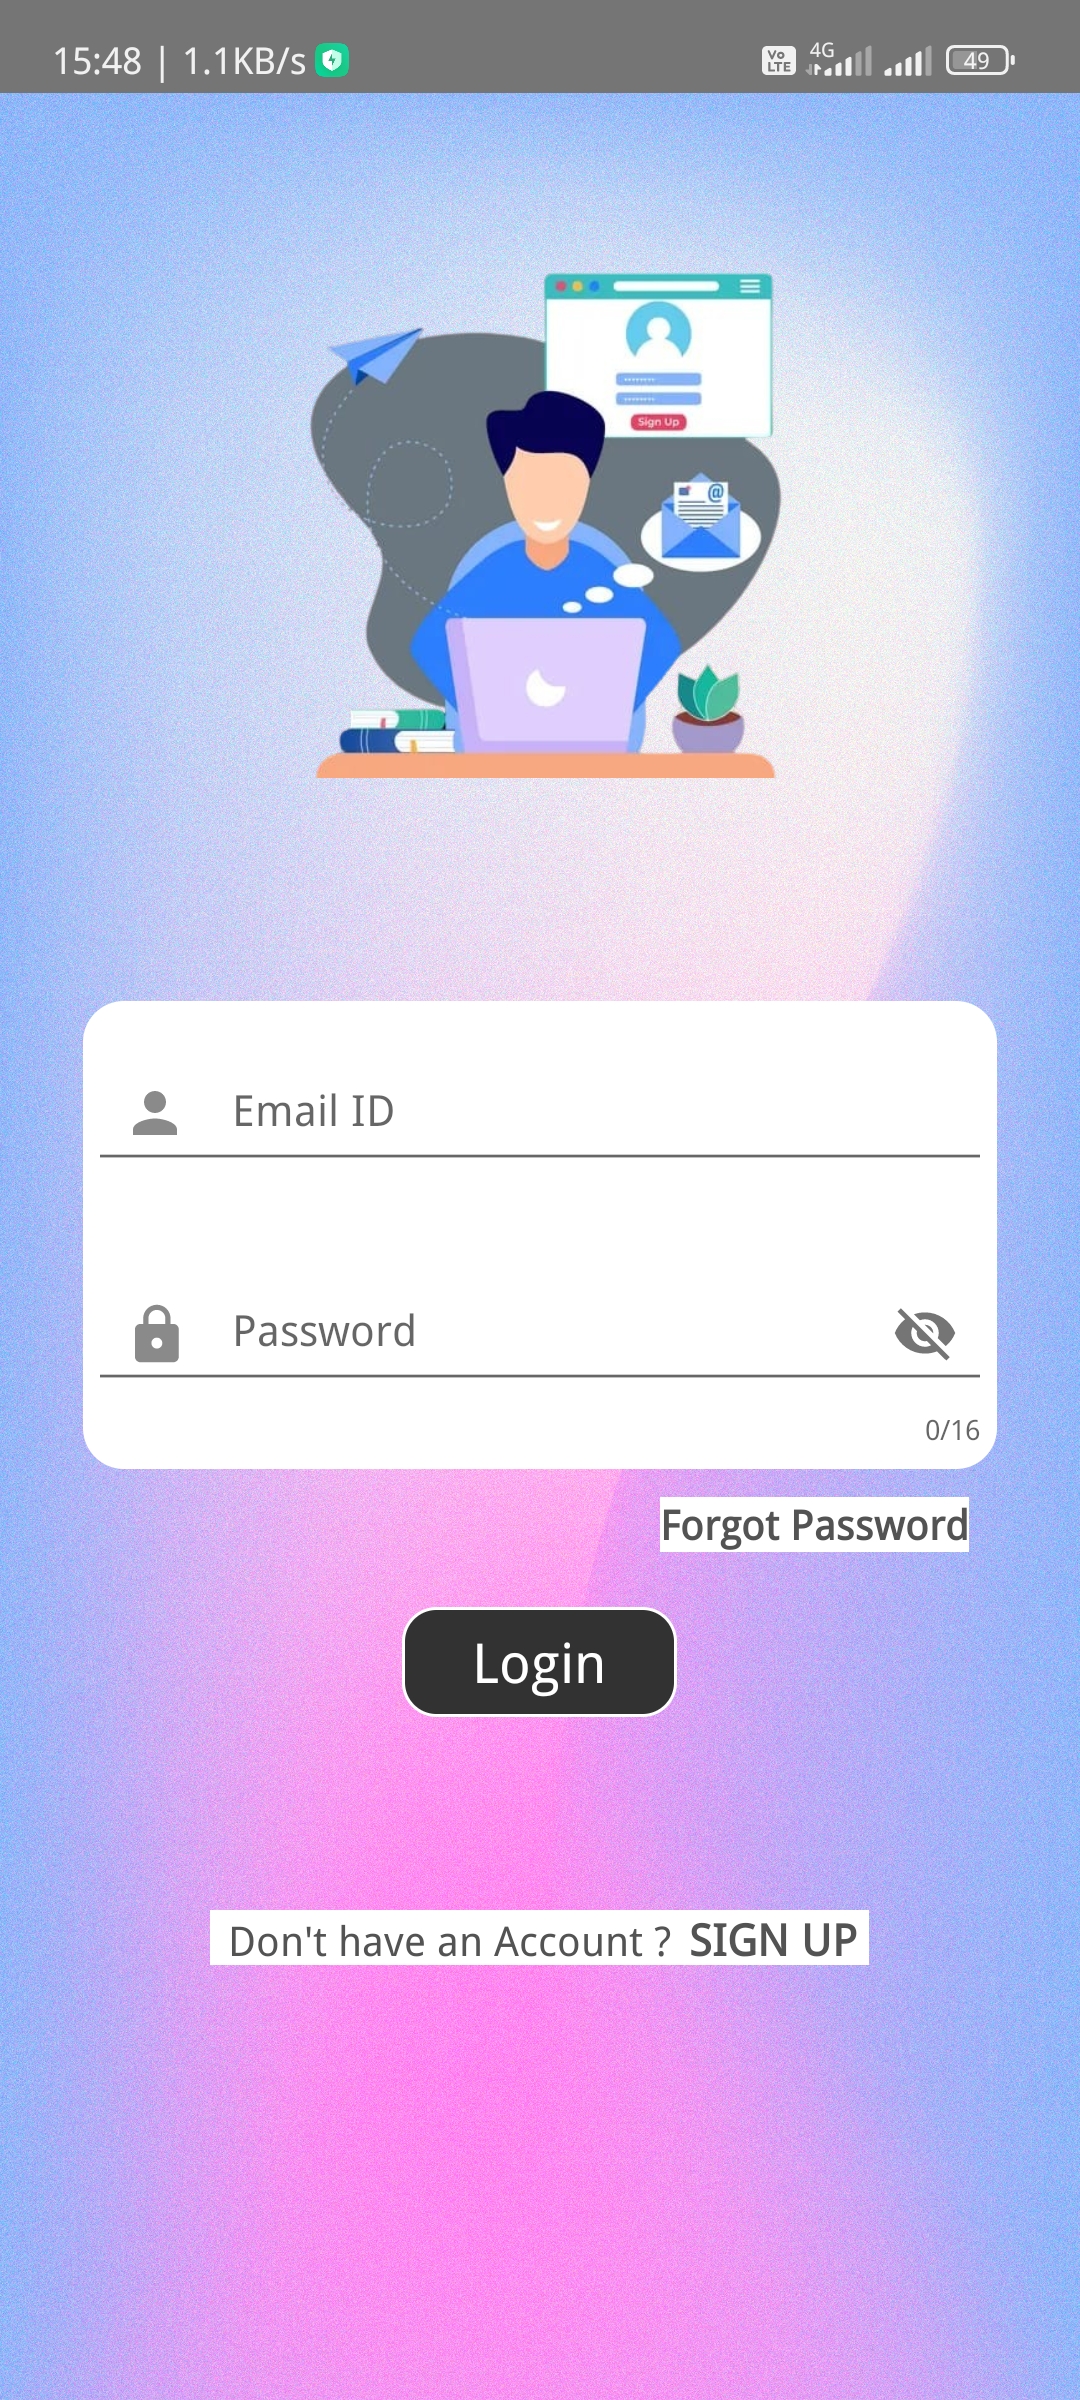 15:48 | 1.1KB/s
Vo LTE 4G 49
Sign Up
@
Email ID
Password
0/16
Forgot Password
Login
Don't have an Account ? SIGN UP